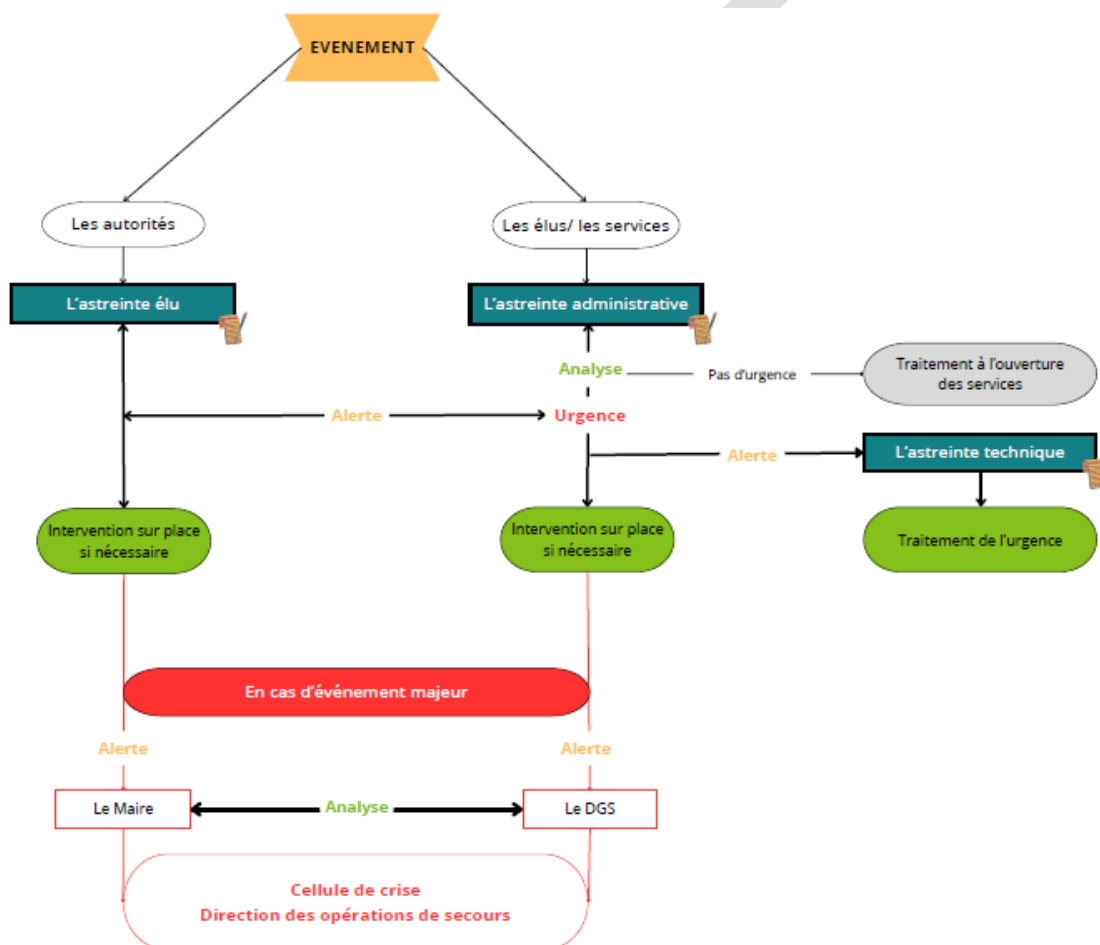 EVENEMENT
Les autorités
Les élus/ les services
L'astreinte élu
L'astreinte administrative
Analyse
Pas d'urgence
Traitement à l'ouverture
des services
Alerte
Urgence
Alerte
L'astreinte technique
Intervention sur place
si nécessaire
Intervention sur place
si nécessaire
Traitement de l'urgence
En cas d'événement majeur
Alerte
Alerte
Le Maire
Analyse
Le DGS
Cellule de crise
Direction des opérations de secours